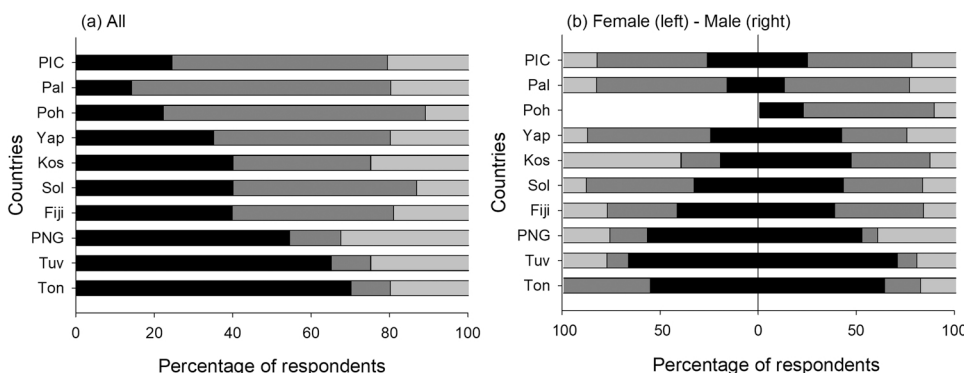 (a) All
Countries
PIC
Pal
Poh
Yap
Kos
Sol
Fiji
PNG
Tuv
Ton
0 20 40 60 80 100
Percentage of respondents
(b) Female (left) - Male (right)
Countries
PIC
Pal
Poh
Yap
Kos
Sol
Fiji
PNG
Tuv
Ton
100 50 0 50 100
Percentage of respondents